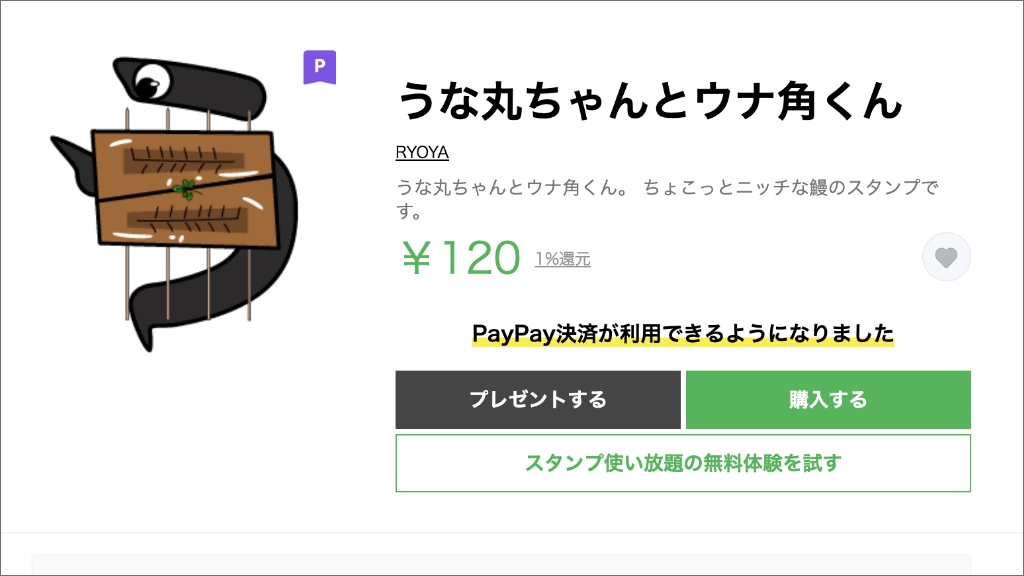 P
うな丸ちゃんとウナ角くん
RYOYA
うな丸ちゃんとウナ角くん。 ちょこっとニッチな鰻のスタンプで
す。
￥120 1%還元
PayPay決済が利用できるようになりました
プレゼントする 購入する
スタンプ使い放題の無料体験を試す